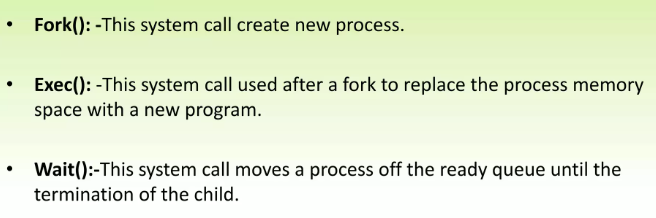 • Fork(): -This system call create new process.
• Exec(): -This system call used after a fork to replace the process memory
space with a new program.
• Wait():-This system call moves a process off the ready queue until the
termination of the child.